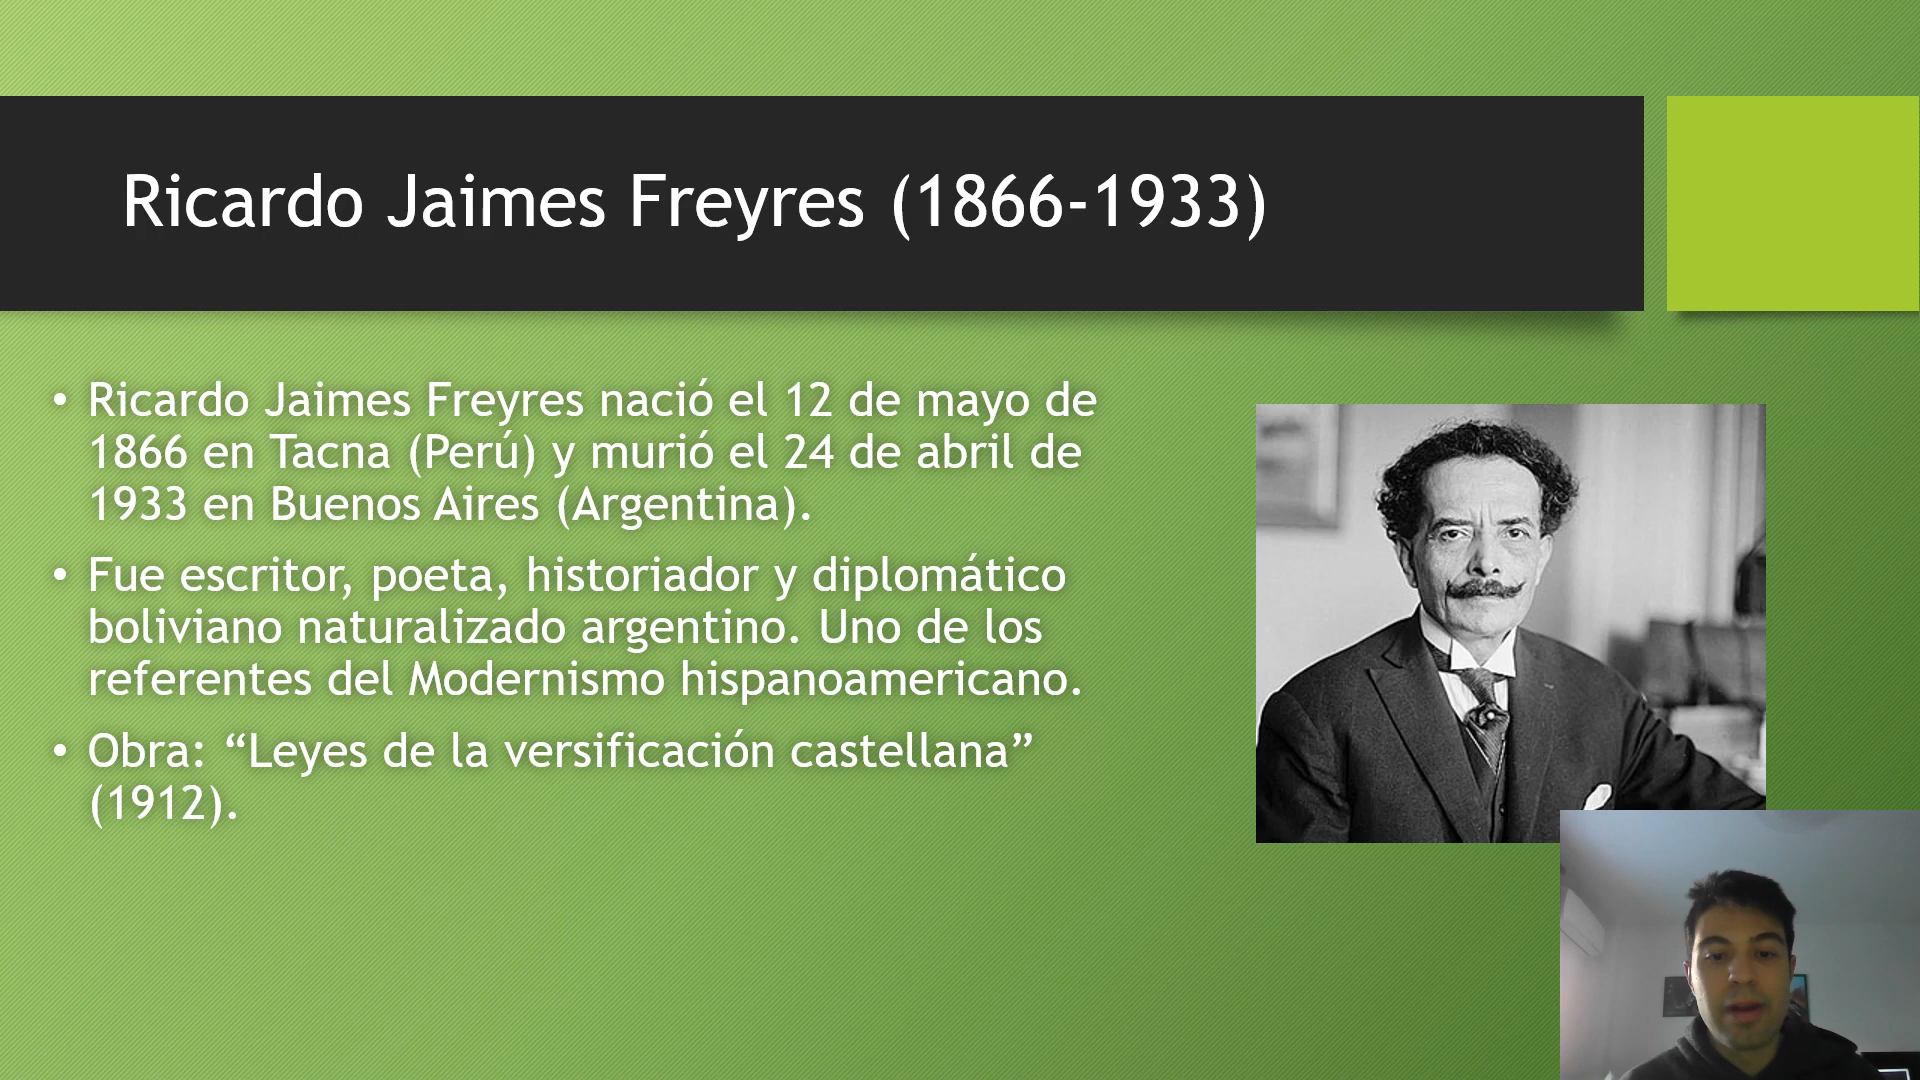 Ricardo Jaimes Freyres (1866-1933)
• Ricardo Jaimes Freyres nació el 12 de mayo de
1866 en Tacna (Perú) y murió el 24 de abril de
1933 en Buenos Aires (Argentina).
• Fue escritor, poeta, historiador y diplomático
boliviano naturalizado argentino. Uno de los
referentes del Modernismo hispanoamericano.
• Obra: “Leyes de la versificación castellana”
(1912).